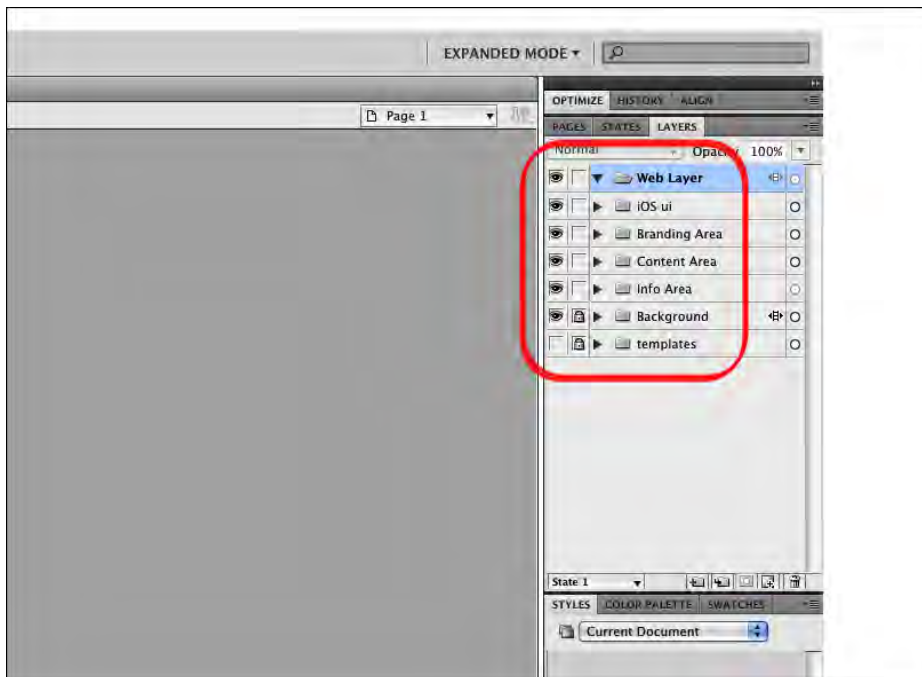 EXPANDED MODE
Page 1
OPTIMIZE HISTORY ALIGN
PAGES STATES LAYERS
Normal Opacity 100%
Web Layer
iOS ui
Branding Area
Content Area
Info Area
Background
templates
State 1
STYLES COLOR PALETTE SWATCHES
Current Document